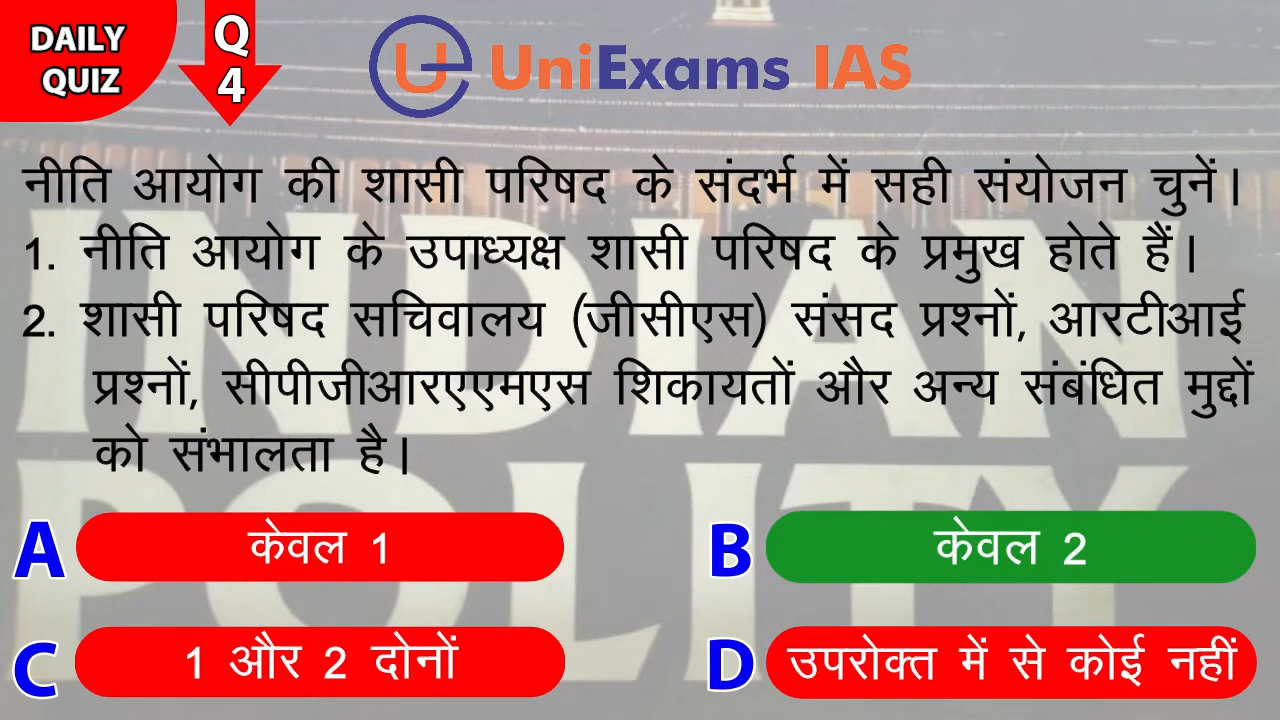 DAILY
QUIZ
Q
4
UniExams IAS
नीति आयोग की शासी परिषद के संदर्भ में सही संयोजन चुनें।
1. नीति आयोग के उपाध्यक्ष शासी परिषद के प्रमुख होते हैं।
2. शासी परिषद सचिवालय (जीसीएस) संसद प्रश्नों, आरटीआई
प्रश्नों, सीपीजीआरएएमएस शिकायतों और अन्य संबंधित मुद्दों
को संभालता है।
A केवल 1
B केवल 2
C 1 और 2 दोनों
D उपरोक्त में से कोई नहीं
INDIAN
POLITY